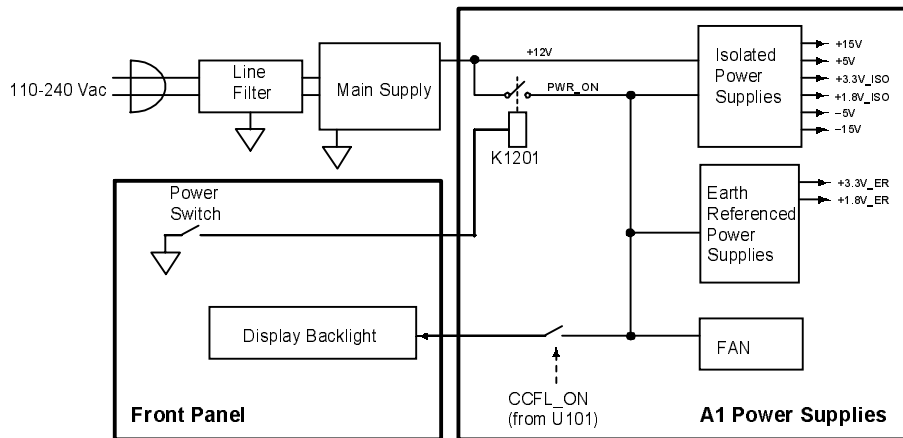 110-240 Vac
Line
Filter
Main Supply
+12V
PWR_ON
K1201
Isolated
Power
Supplies
+15V
+5V
+3.3V_ISO
+1.8V_ISO
–5V
–15V
Earth
Referenced
Power
Supplies
+3.3V_ER
+1.8V_ER
Power
Switch
Display Backlight
FAN
CCFL_ON
(from U101)
Front Panel
A1 Power Supplies